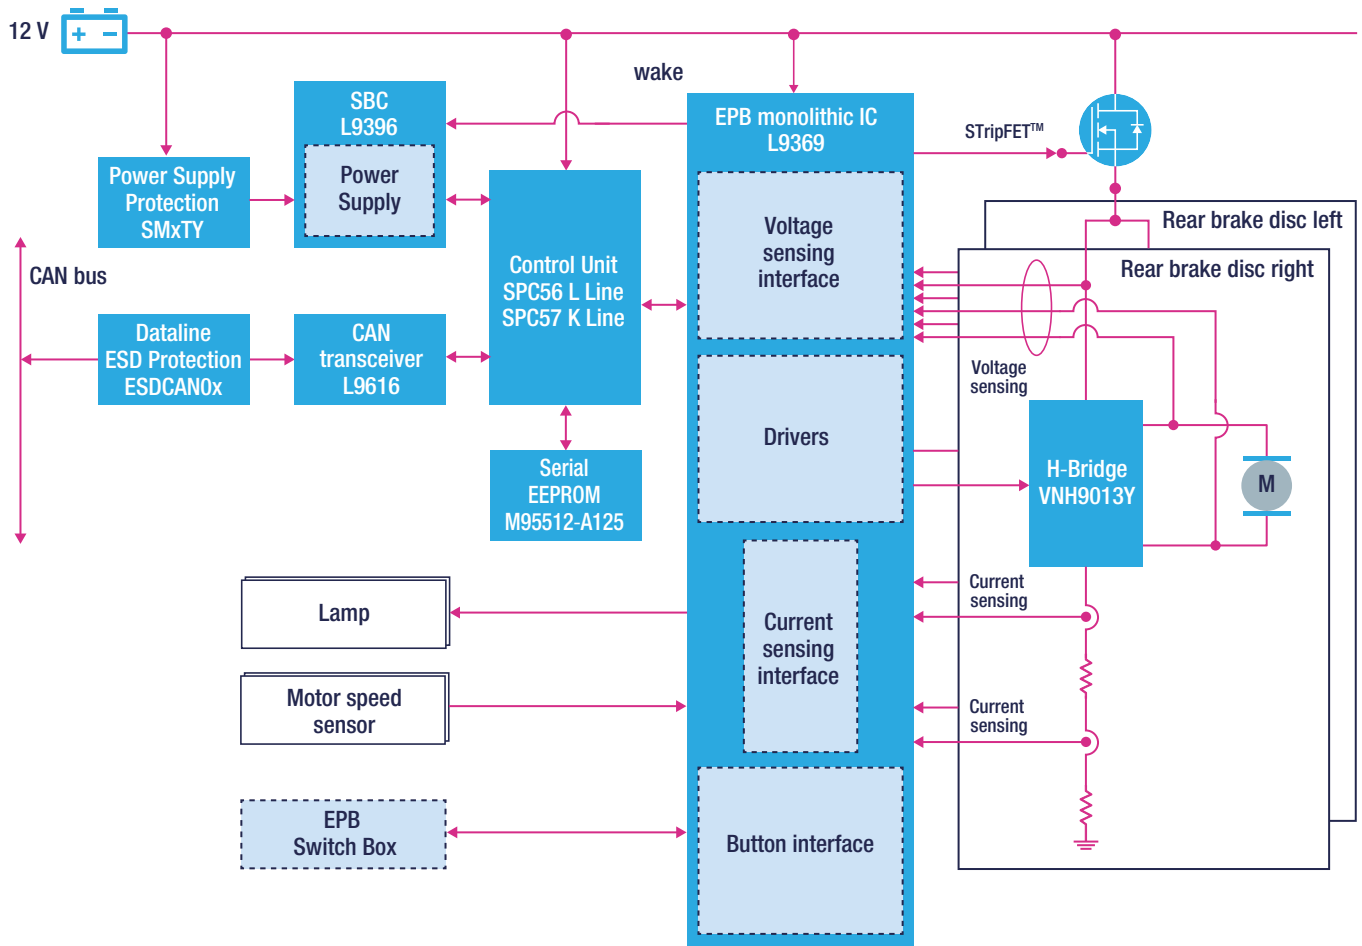 12 V
wake
SBC
L9396
Power
Supply
Power Supply
Protection
SMxTY
CAN bus
Dataline
ESD Protection
ESDCAN0x
CAN
transceiver
L9616
Control Unit
SPC56 L Line
SPC57 K Line
Serial
EEPROM
M95512-A125
EPB monolithic IC
L9369
Voltage
sensing
interface
Drivers
Current
sensing
interface
Button interface
Lamp
Motor speed
sensor
EPB
Switch Box
STripFET™
Rear brake disc left
Rear brake disc right
Voltage
sensing
H-Bridge
VNH9013Y
M
Current
sensing
Current
sensing